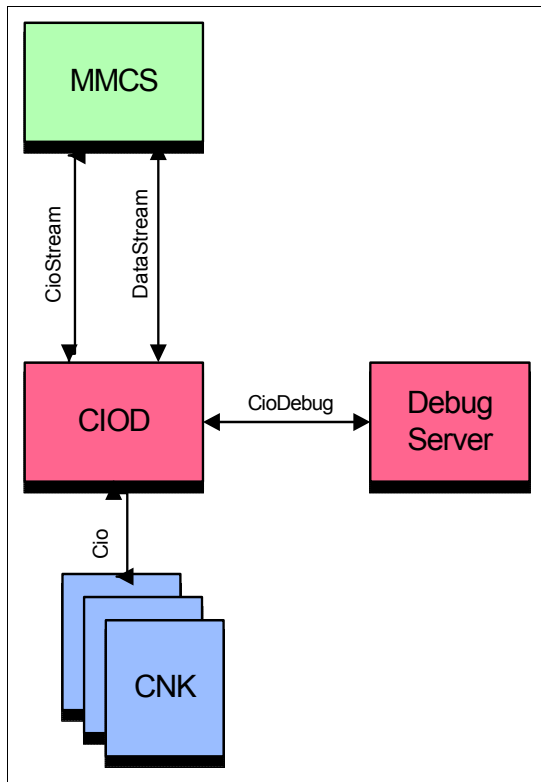 MMCS
CioStream
DataStream
CIOD
CioDebug
Debug
Server
Cio
CNK